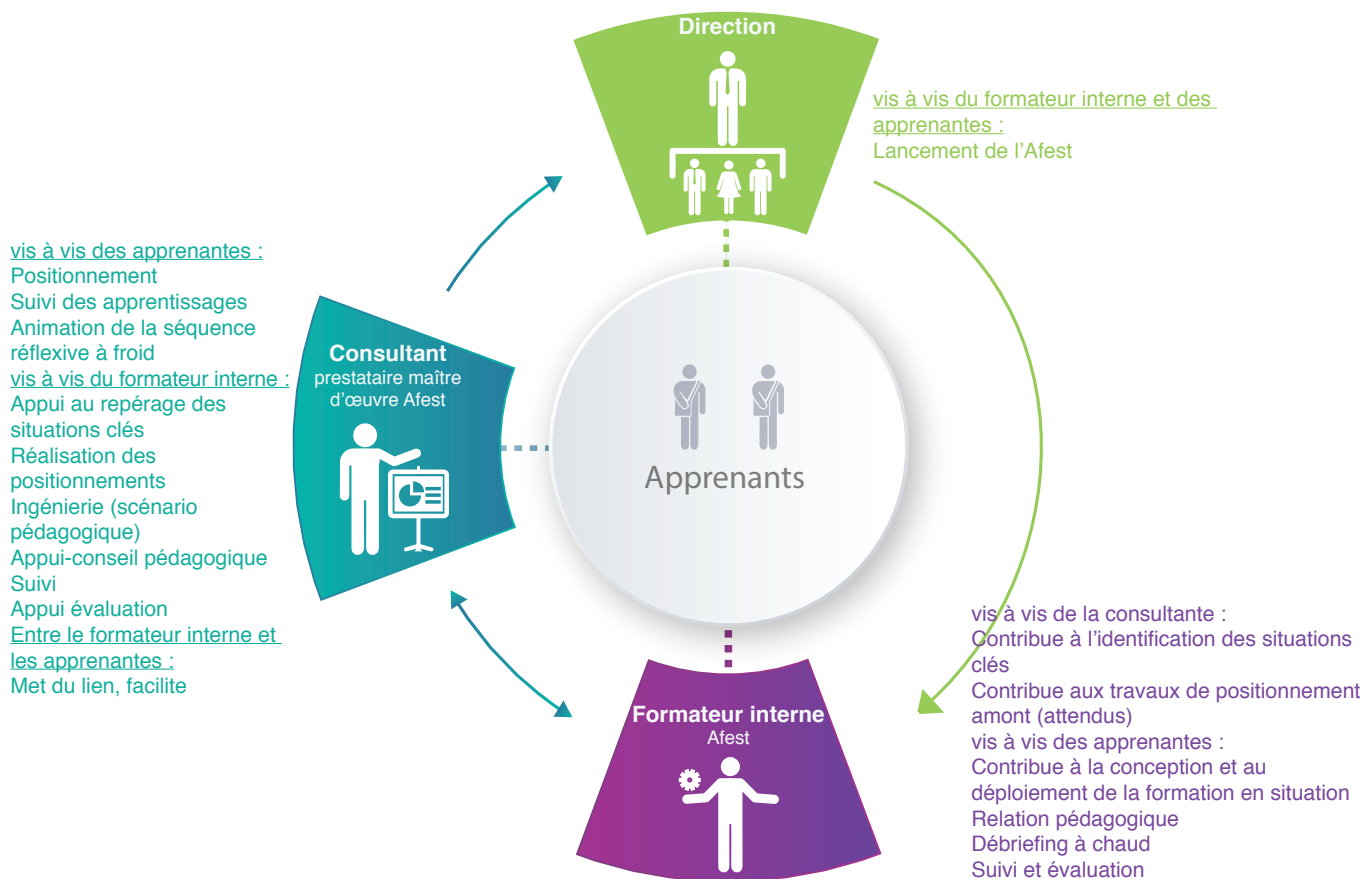 Direction
vis à vis du formateur interne et des
apprenantes :
Lancement de l’Afest
vis à vis des apprenantes :
Positionnement
Suivi des apprentissages
Animation de la séquence
réflexive à froid
vis à vis du formateur interne :
Appui au repérage des
situations clés
Réalisation des
positionnements
Ingénierie (scénario
pédagogique)
Appui-conseil pédagogique
Suivi
Appui évaluation
Entre le formateur interne et
les apprenantes :
Met du lien, facilite
Consultant
prestataire maître
d’œuvre Afest
Apprenants
Formateur interne
Afest
vis à vis de la consultante :
Contribue à l’identification des situations
clés
Contribue aux travaux de positionnement
amont (attendus)
vis à vis des apprenantes :
Contribue à la conception et au
déploiement de la formation en situation
Relation pédagogique
Débriefing à chaud
Suivi et évaluation